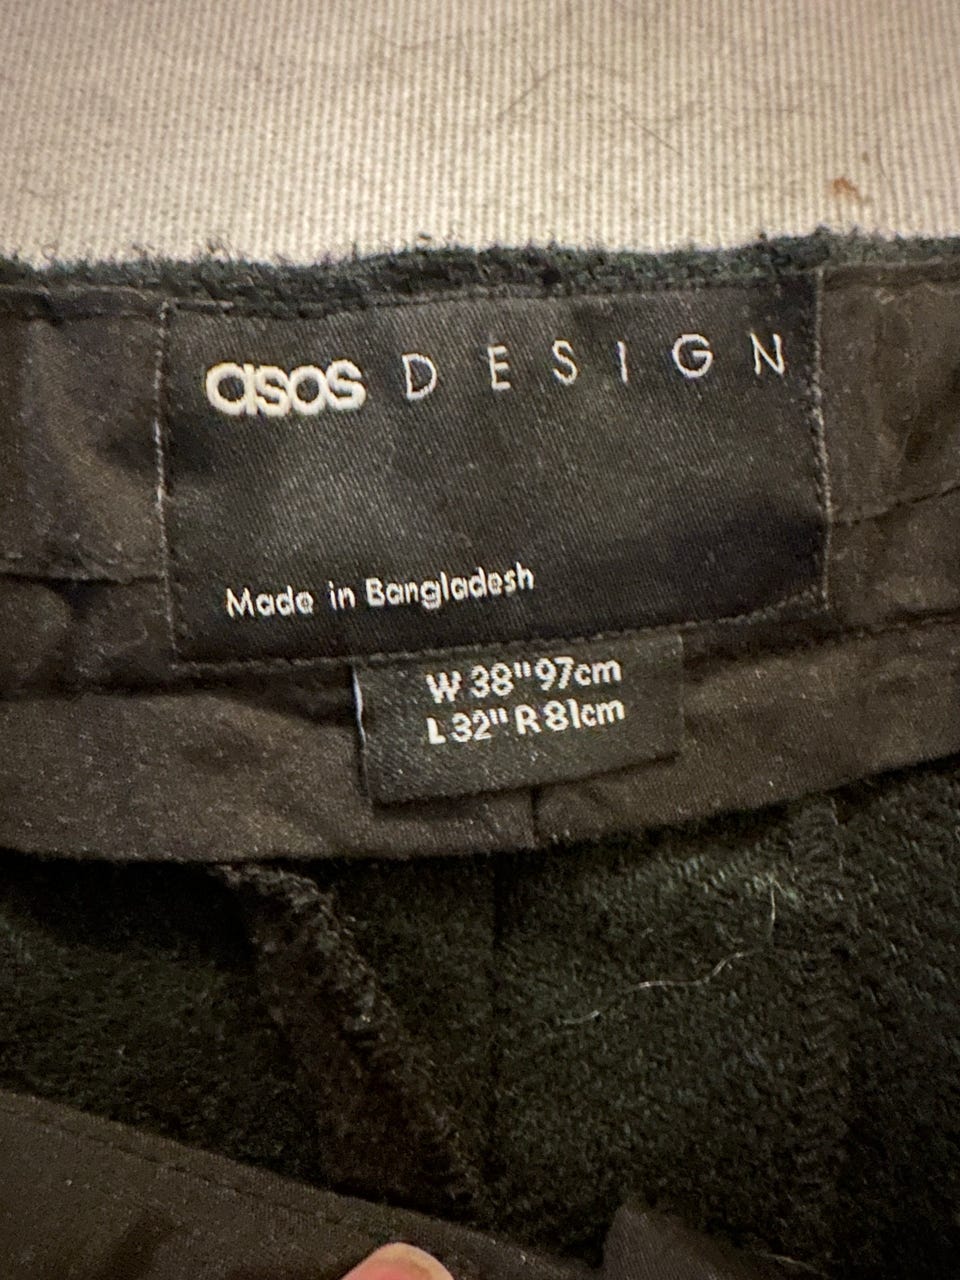 asos DESIGN
Made in Bangladesh
W 38" 97cm
L 32" R 81cm